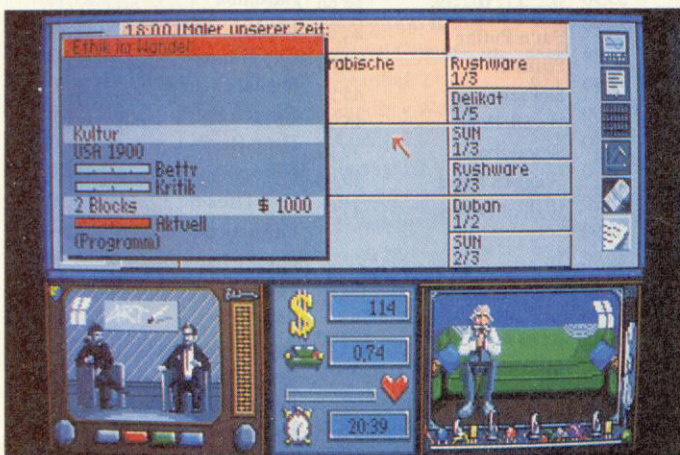 18:00 Maler unserer Zeit:
Ethik im Wandel
rabische
Rushware
1/3
Delikat
1/5
Kultur
USA 1900
SUN
1/3
Betty
Kritik
Rushware
2/3
2 Blocks $ 1000
Aktuell
(Programm)
Duban
1/2
SUN
2/3
ART
114
0,74
20:39